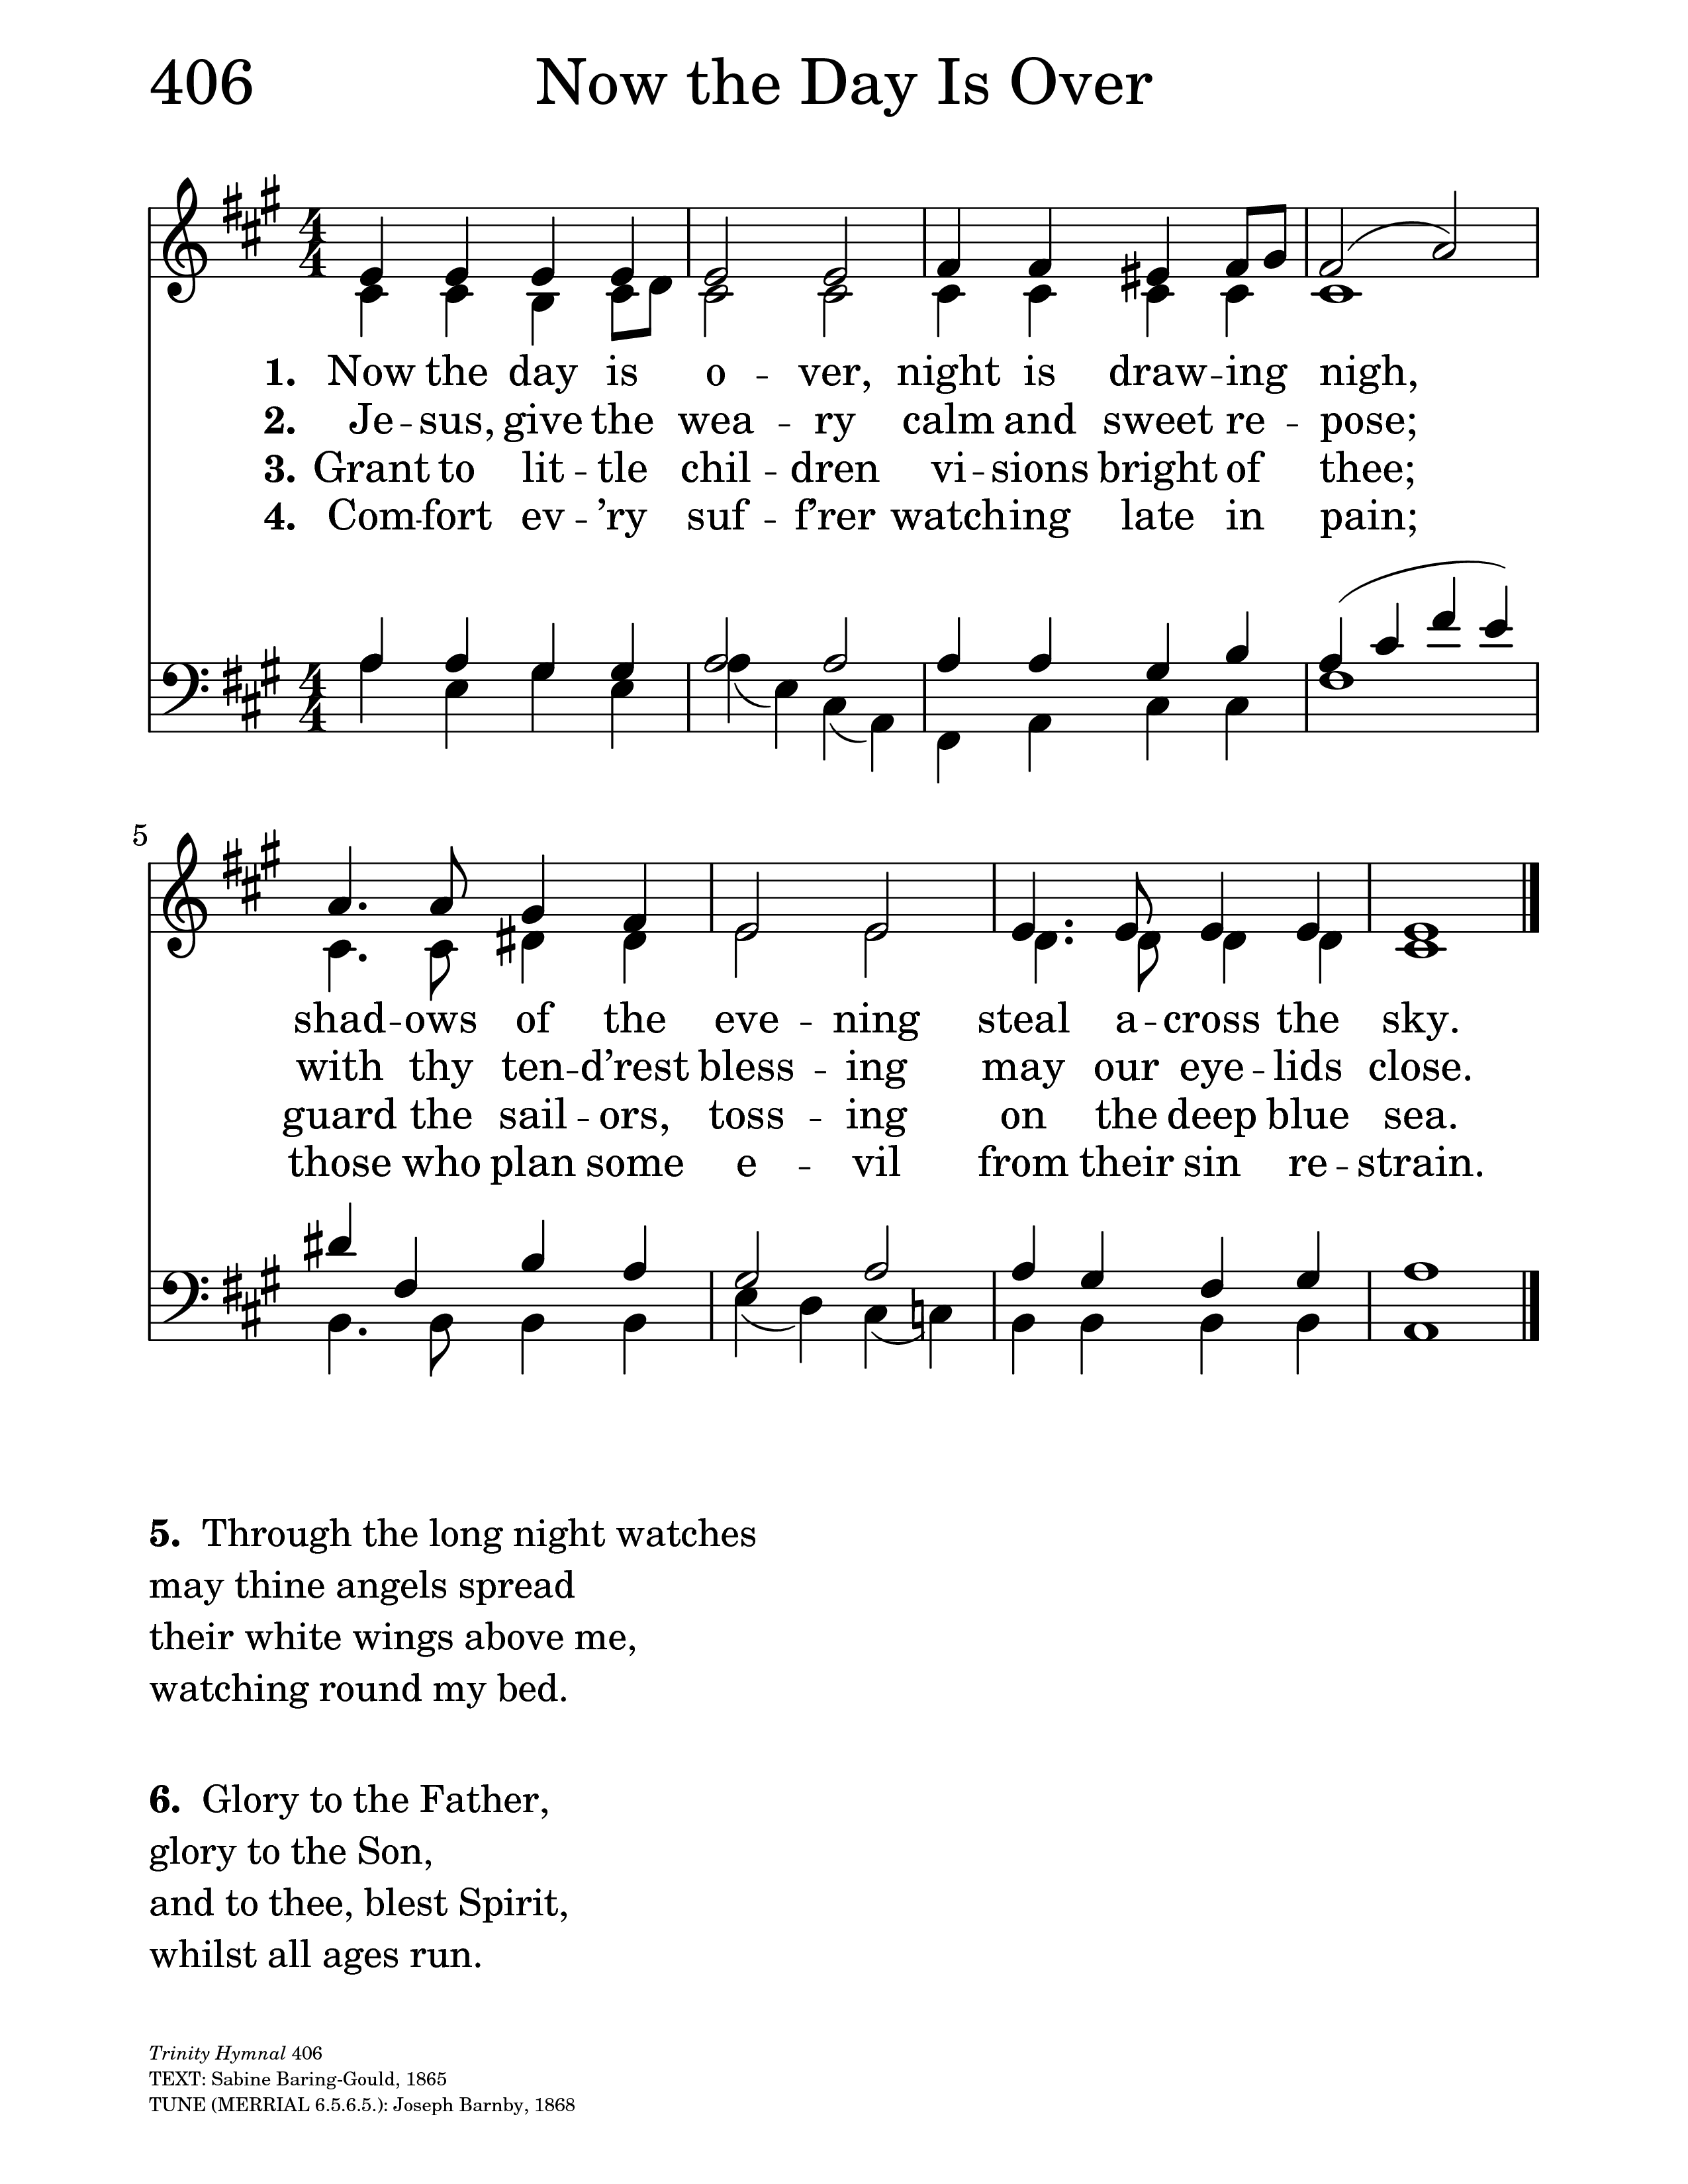 406 Now the Day Is Over
4
4
1. Now the day is o -- ver, night is draw -- ing nigh,
2. Je -- sus, give the wea -- ry calm and sweet re -- pose;
3. Grant to lit -- tle chil -- dren vi -- sions bright of thee;
4. Com -- fort ev -- ’ry suf -- f’rer watching late in pain;
4
4
5
shad -- ows of the eve -- ning steal a -- cross the sky.
with thy ten -- d’rest bless -- ing may our eye -- lids close.
guard the sail -- ors, toss -- ing on the deep blue sea.
those who plan some e -- vil from their sin re -- strain.
5. Through the long night watches
may thine angels spread
their white wings above me,
watching round my bed.
6. Glory to the Father,
glory to the Son,
and to thee, blest Spirit,
whilst all ages run.
Trinity Hymnal 406
TEXT: Sabine Baring-Gould, 1865
TUNE (MERRIAL 6.5.6.5.): Joseph Barnby, 1868